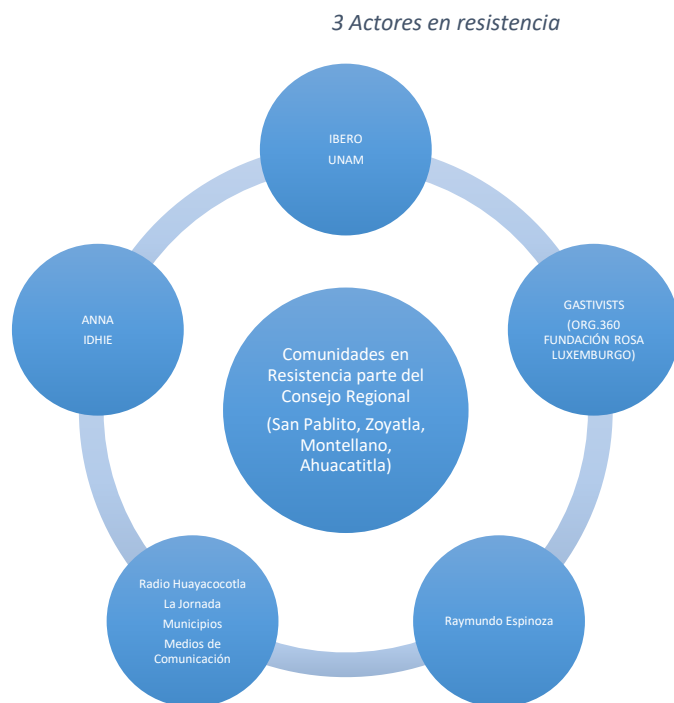 3 Actores en resistencia
IBERO
UNAM
GASTIVISTS
(ORG.360
FUNDACIÓN ROSA
LUXEMBURGO)
ANNA
IDHIE
Comunidades en
Resistencia parte del
Consejo Regional
(San Pablito, Zoyatla,
Montellano,
Ahuacatitla)
Radio Huayacocotla
La Jornada
Municipios
Medios de
Comunicación
Raymundo Espinoza